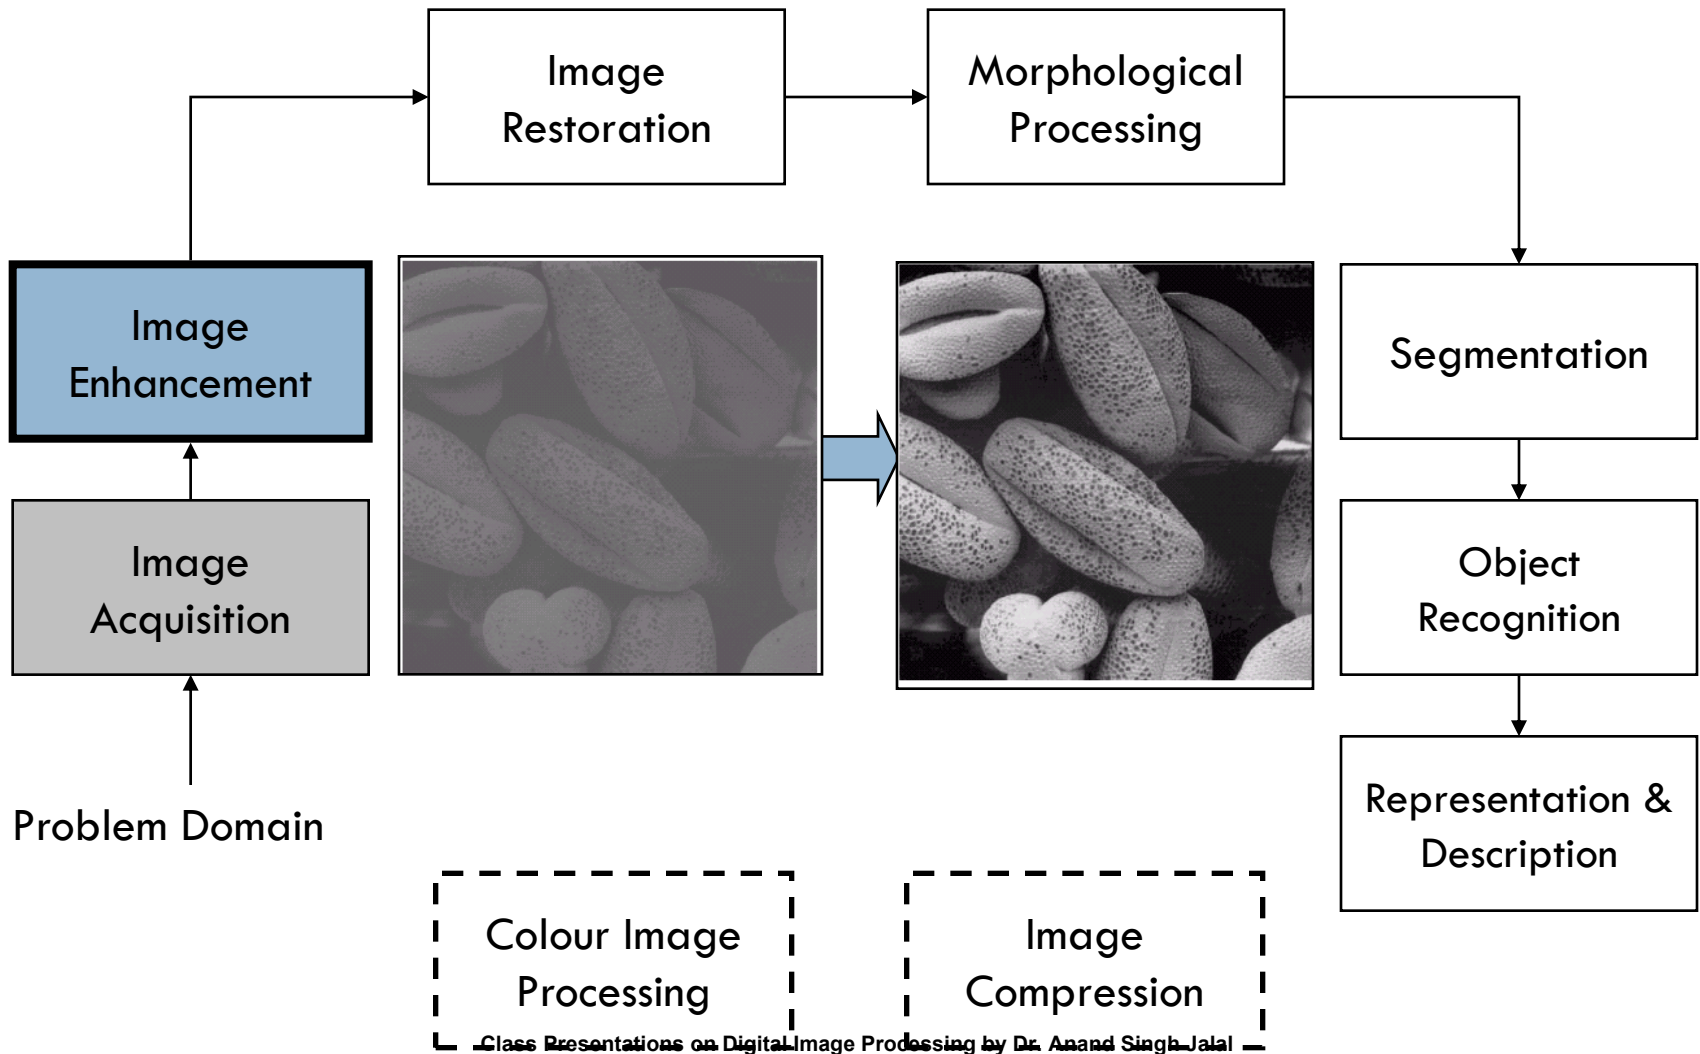 Image
Restoration
Morphological
Processing
Image
Enhancement
Segmentation
Image
Acquisition
Object
Recognition
Problem Domain
Representation &
Description
Colour Image
Processing
Image
Compression
Class Presentations on Digital Image Processing by Dr. Anand Singh Jalal